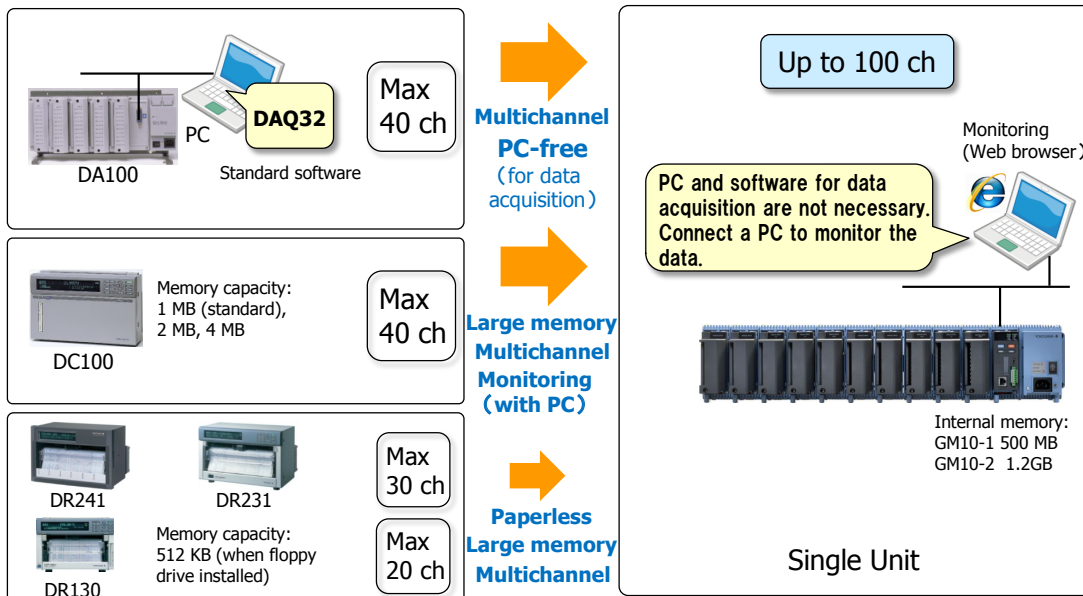 DAQ32
PC
DA100
Standard software
Max
40 ch
Multichannel
PC-free
(for data
acquisition)
DC100
Memory capacity:
1 MB (standard),
2 MB, 4 MB
Max
40 ch
Large memory
Multichannel
Monitoring
(with PC)
DR241
DR231
Max
30 ch
DR130
Memory capacity:
512 KB (when floppy
drive installed)
Max
20 ch
Paperless
Large memory
Multichannel
Up to 100 ch
Monitoring
(Web browser)
PC and software for data
acquisition are not necessary.
Connect a PC to monitor the
data.
Internal memory:
GM10-1 500 MB
GM10-2 1.2GB
Single Unit